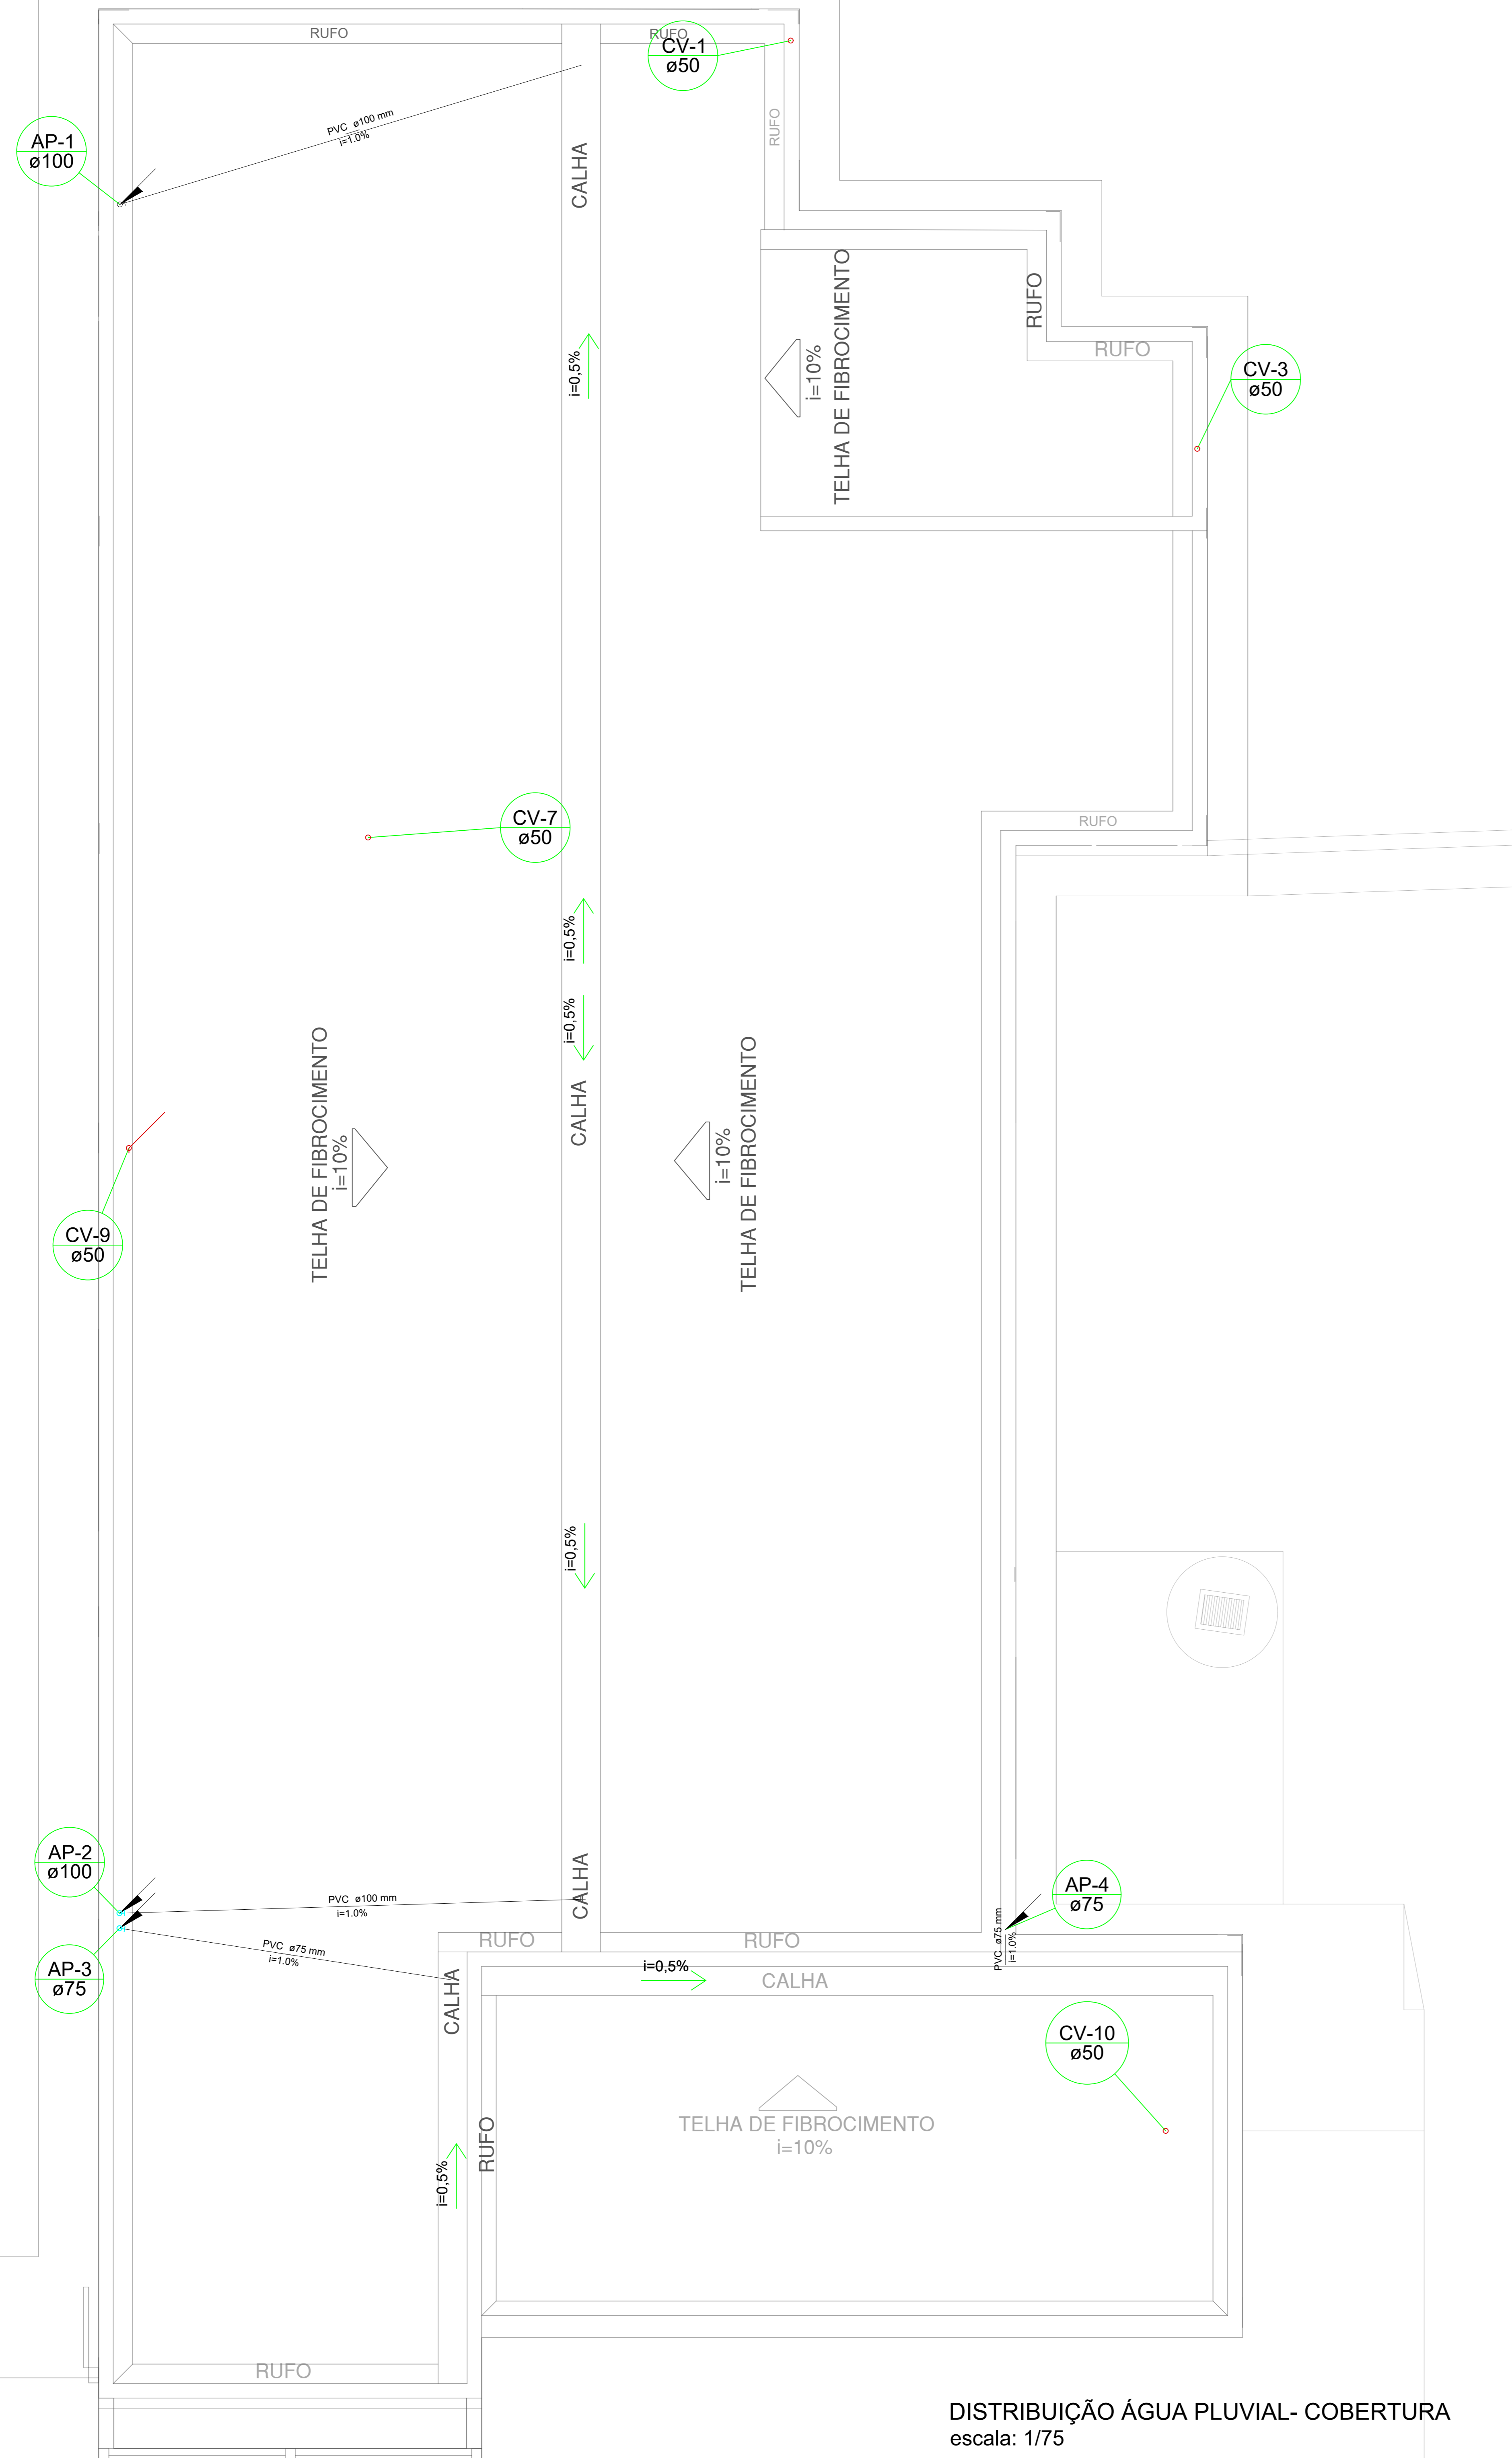 RUFO
RUFO
CV-1
ø50
RUFO
PVC ø100 mm
i=1.0%
AP-1
ø100
CALHA
TELHA DE FIBROCIMENTO
i=10%
RUFO
RUFO
i=0,5%
CV-3
ø50
CV-7
ø50
RUFO
i=0,5%
i=0,5%
CALHA
TELHA DE FIBROCIMENTO
i=10%
i=10%
TELHA DE FIBROCIMENTO
CV-9
ø50
i=0,5%
AP-2
ø100
CALHA
PVC ø100 mm
i=1.0%
AP-4
ø75
PVC ø75 mm
i=1.0%
RUFO
RUFO
PVC ø75 mm
i=1.0%
AP-3
ø75
CALHA
i=0,5%
CALHA
CV-10
ø50
RUFO
i=0,5%
TELHA DE FIBROCIMENTO
i=10%
RUFO
DISTRIBUIÇÃO ÁGUA PLUVIAL- COBERTURA
escala: 1/75